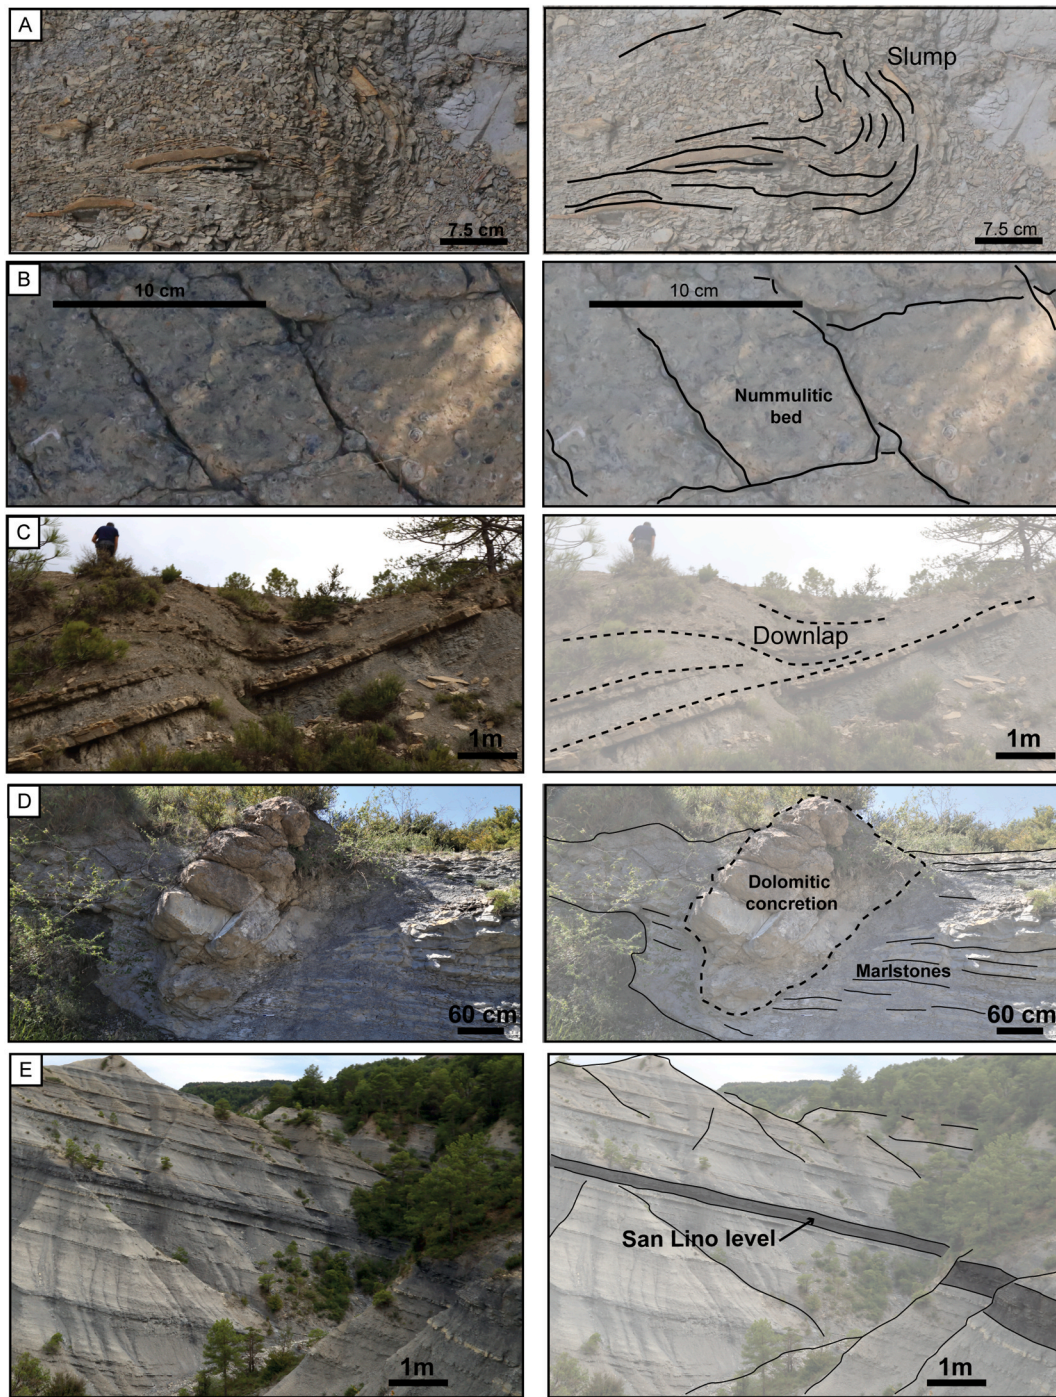 A
7.5 cm
Slump
7.5 cm
B
10 cm
10 cm
Nummulitic
bed
C
1m
Downlap
1m
D
60 cm
Dolomitic
concretion
Marlstones
60 cm
E
1m
San Lino level
1m